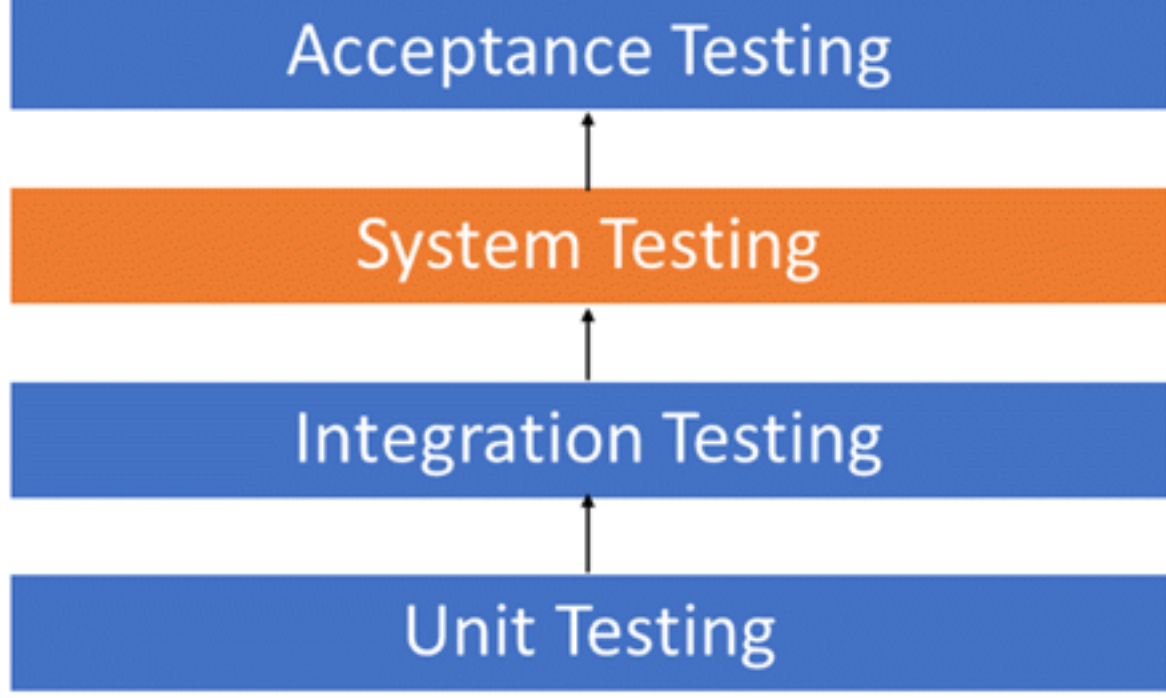 Acceptance Testing
System Testing
Integration Testing
Unit Testing